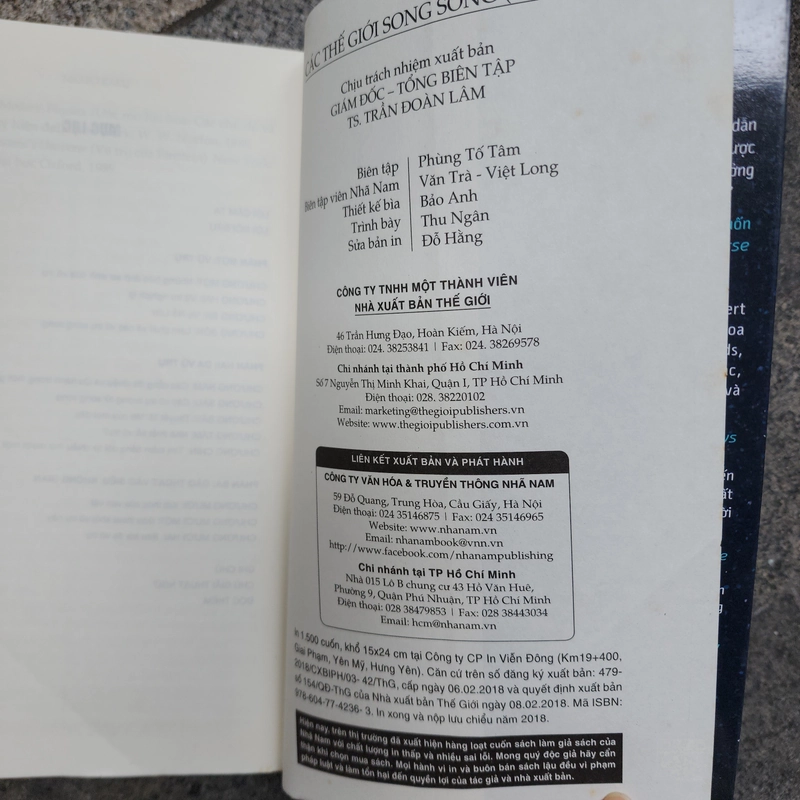 CÁC THẾ GIỚI SONG SONG
Chịu trách nhiệm xuất bản
GIÁM ĐỐC – TỔNG BIÊN TẬP
TS. TRẦN ĐOÀN LÂM
Biên tập Phùng Tố Tâm
Biên tập viên Nhã Nam Văn Trà - Việt Long
Thiết kế bìa Bảo Anh
Trình bày Thu Ngân
Sửa bản in Đỗ Hằng
CÔNG TY TNHH MỘT THÀNH VIÊN
NHÀ XUẤT BẢN THẾ GIỚI
46 Trần Hưng Đạo, Hoàn Kiếm, Hà Nội
Điện thoại: 024. 38253841 | Fax: 024. 38269578
Chi nhánh tại thành phố Hồ Chí Minh
Số 7 Nguyễn Thị Minh Khai, Quận I, TP Hồ Chí Minh
Điện thoại: 028. 38220102
Email: marketing@thegioipublishers.vn
Website: www.thegioipublishers.com.vn
LIÊN KẾT XUẤT BẢN VÀ PHÁT HÀNH
CÔNG TY VĂN HÓA & TRUYỀN THÔNG NHÃ NAM
59 Đỗ Quang, Trung Hòa, Cầu Giấy, Hà Nội
Điện thoại: 024 35146875 | Fax: 024 35146965
Website: www.nhanam.vn
Email: nhanambook@vnn.vn
http://www.facebook.com/nhanampublishing
Chi nhánh tại TP Hồ Chí Minh
Nhà 015 Lô B chung cư 43 Hồ Văn Huê,
Phường 9, Quận Phú Nhuận, TP Hồ Chí Minh
Điện thoại: 028 38479853 | Fax: 028 38443034
Email: hcm@nhanam.vn
In 1.500 cuốn, khổ 15x24 cm tại Công ty CP In Viễn Đông (Km19+400,
Giai Phạm, Yên Mỹ, Hưng Yên). Căn cứ trên số đăng ký xuất bản: 479-
2018/CXBIPH/03- 42/ThG, cấp ngày 06.02.2018 và quyết định xuất bản
số 154/QĐ-ThG của Nhà xuất bản Thế Giới ngày 08.02.2018. Mã ISBN:
978-604-77-4236- 3. In xong và nộp lưu chiểu năm 2018.
Hiện nay, trên thị trường đã xuất hiện hàng loạt cuốn sách làm giả sách của
Nhã Nam với chất lượng in thấp và nhiều sai lỗi. Mong quý độc giả hãy cẩn
thận khi chọn mua sách. Mọi hành vi in và buôn bán sách lậu đều vi phạm
pháp luật và làm tổn hại đến quyền lợi của tác giả và nhà xuất bản.